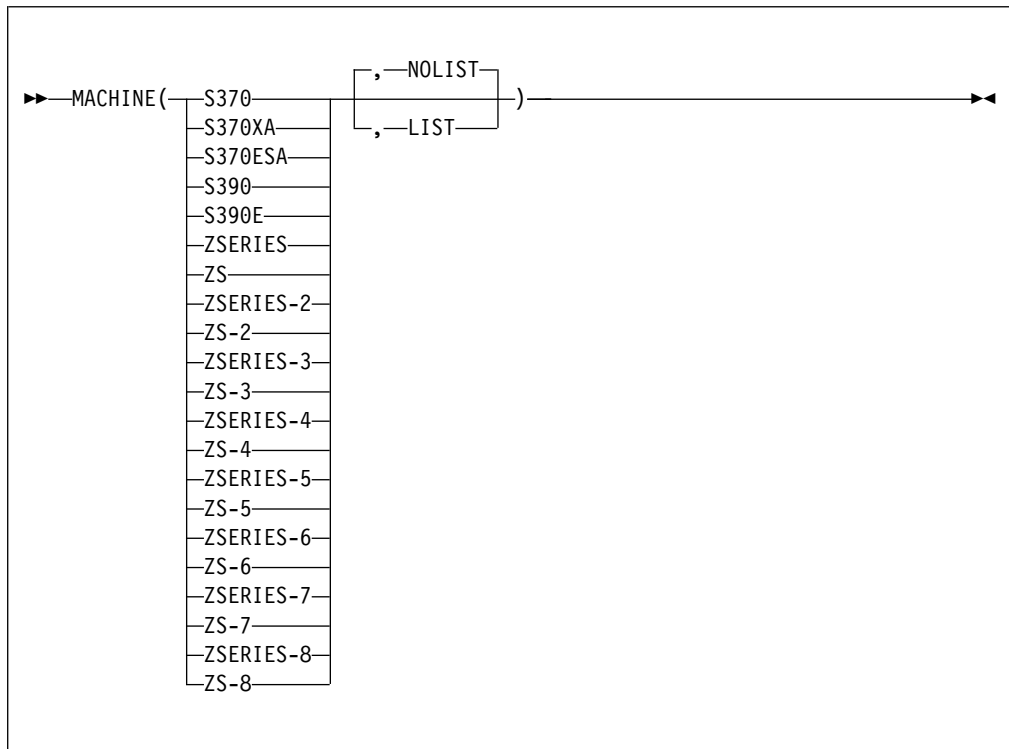 , NOLIST
MACHINE( S370 )
, LIST
S370XA
S370ESA
S390
S390E
ZSERIES
ZS
ZSERIES-2
ZS-2
ZSERIES-3
ZS-3
ZSERIES-4
ZS-4
ZSERIES-5
ZS-5
ZSERIES-6
ZS-6
ZSERIES-7
ZS-7
ZSERIES-8
ZS-8